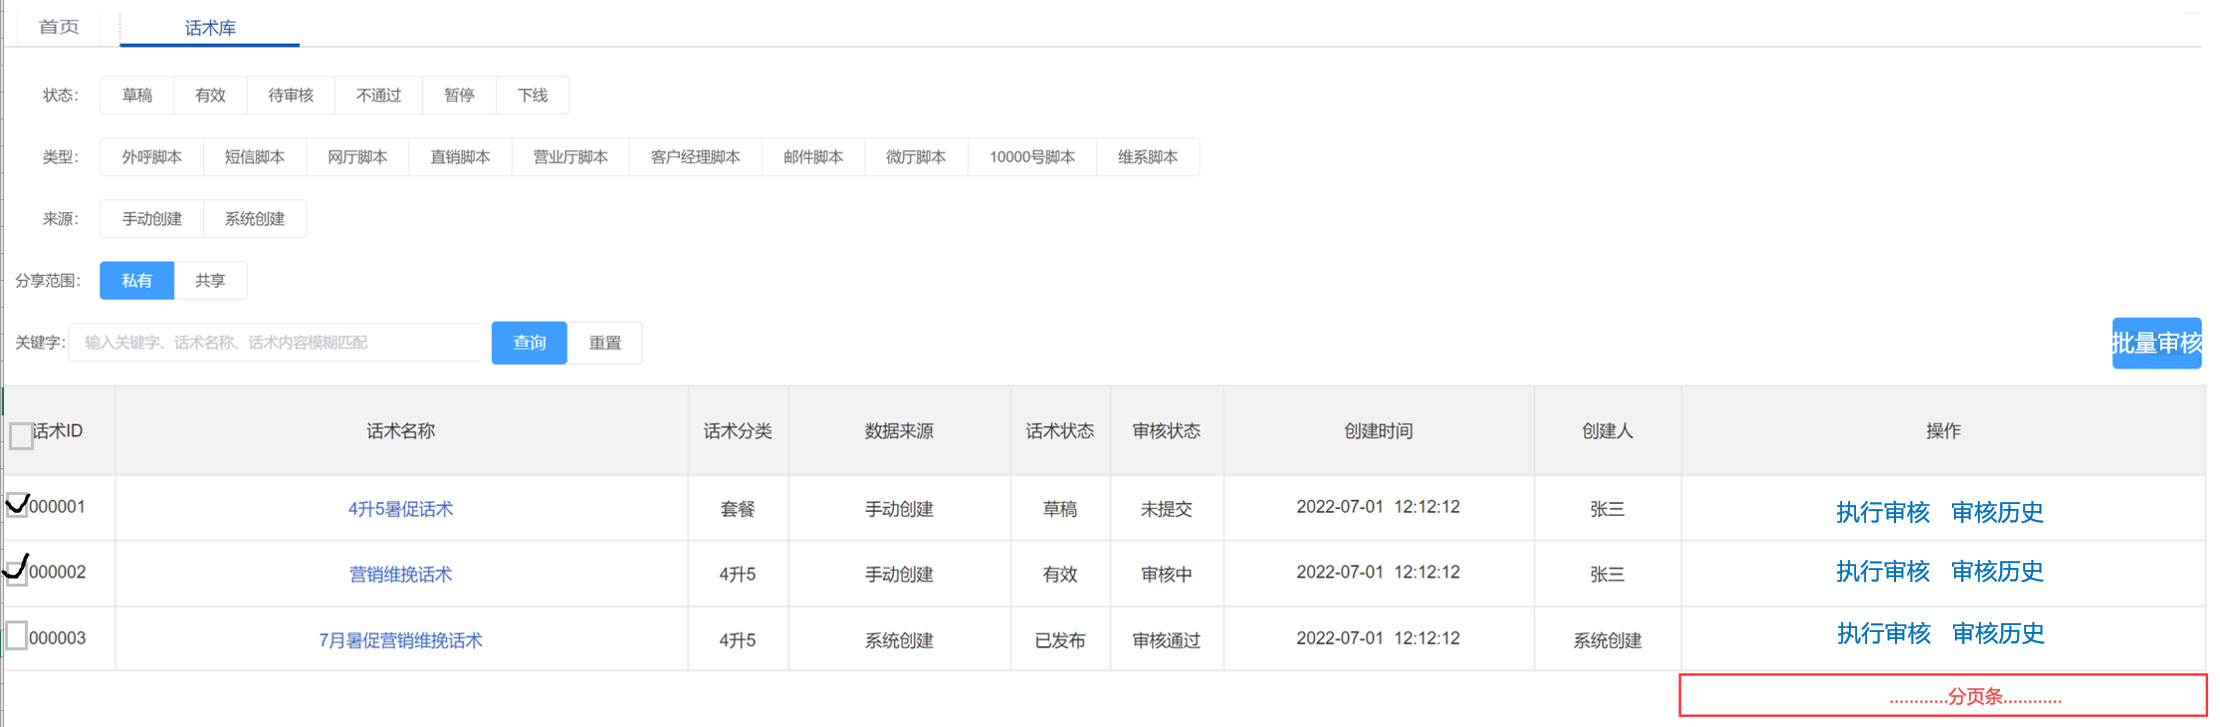 首页 话术库
状态： 草稿 有效 待审核 不通过 暂停 下线
类型： 外呼脚本 短信脚本 网厅脚本 直销脚本 营业厅脚本 客户经理脚本 邮件脚本 微厅脚本 10000号脚本 维系脚本
来源： 手动创建 系统创建
分享范围： 私有 共享
关键字： 输入关键字、话术名称、话术内容模糊匹配 查询 重置 批量审核
话术ID 话术名称 话术分类 数据来源 话术状态 审核状态 创建时间 创建人 操作
000001 4升5暑促话术 套餐 手动创建 草稿 未提交 2022-07-01 12:12:12 张三 执行审核 审核历史
000002 营销维挽话术 4升5 手动创建 有效 审核中 2022-07-01 12:12:12 张三 执行审核 审核历史
000003 7月暑促营销维挽话术 4升5 系统创建 已发布 审核通过 2022-07-01 12:12:12 系统创建 执行审核 审核历史
............分页条............